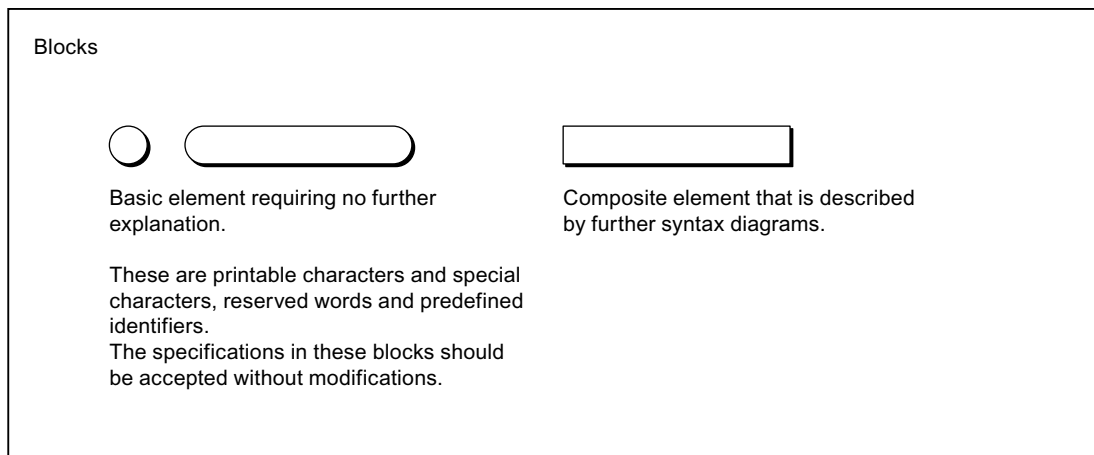 Blocks
Basic element requiring no further
explanation.
These are printable characters and special
characters, reserved words and predefined
identifiers.
The specifications in these blocks should
be accepted without modifications.
Composite element that is described
by further syntax diagrams.